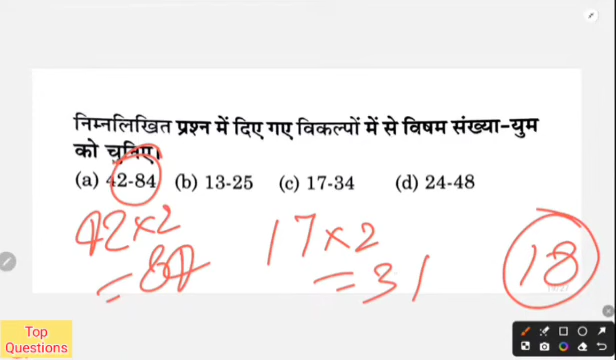 निम्नलिखित प्रश्न में दिए गए विकल्पों में से विषम संख्या-युम
को चुनिए।
(a) 42-84 (b) 13-25 (c) 17-34 (d) 24-48
42×2
=84
17×2
=31
18
Top
Questions